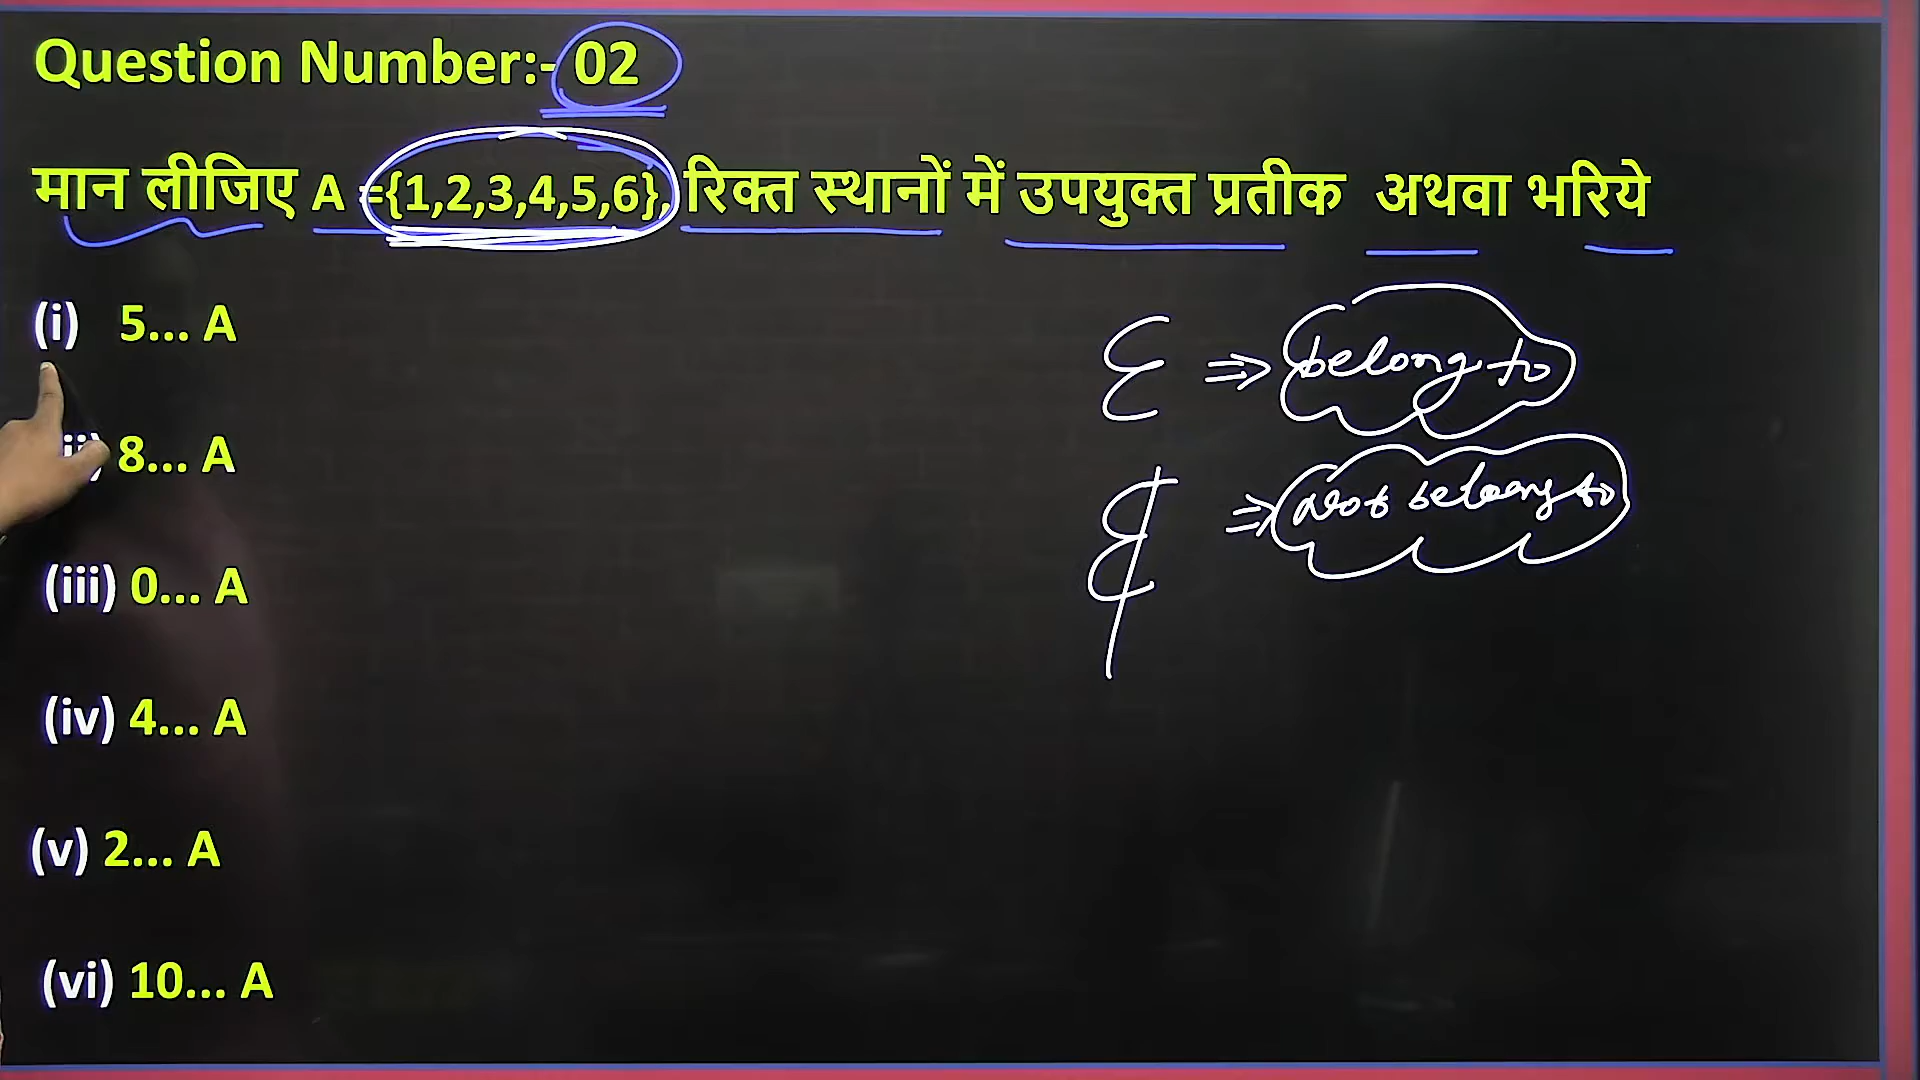 Question Number:- 02
मान लीजिए A ={1,2,3,4,5,6}, रिक्त स्थानों में उपयुक्त प्रतीक अथवा भरिये
(i) 5... A
ii) 8... A
(iii) 0... A
(iv) 4... A
(v) 2... A
(vi) 10... A
∈ ⇒ belong to
∉ ⇒ Not belong to